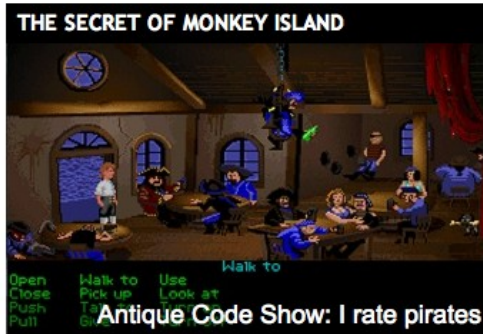 THE SECRET OF MONKEY ISLAND
Walk to
Open Walk to Use
Close Pick up Look at
Push
Pull
Antique Code Show: I rate pirates